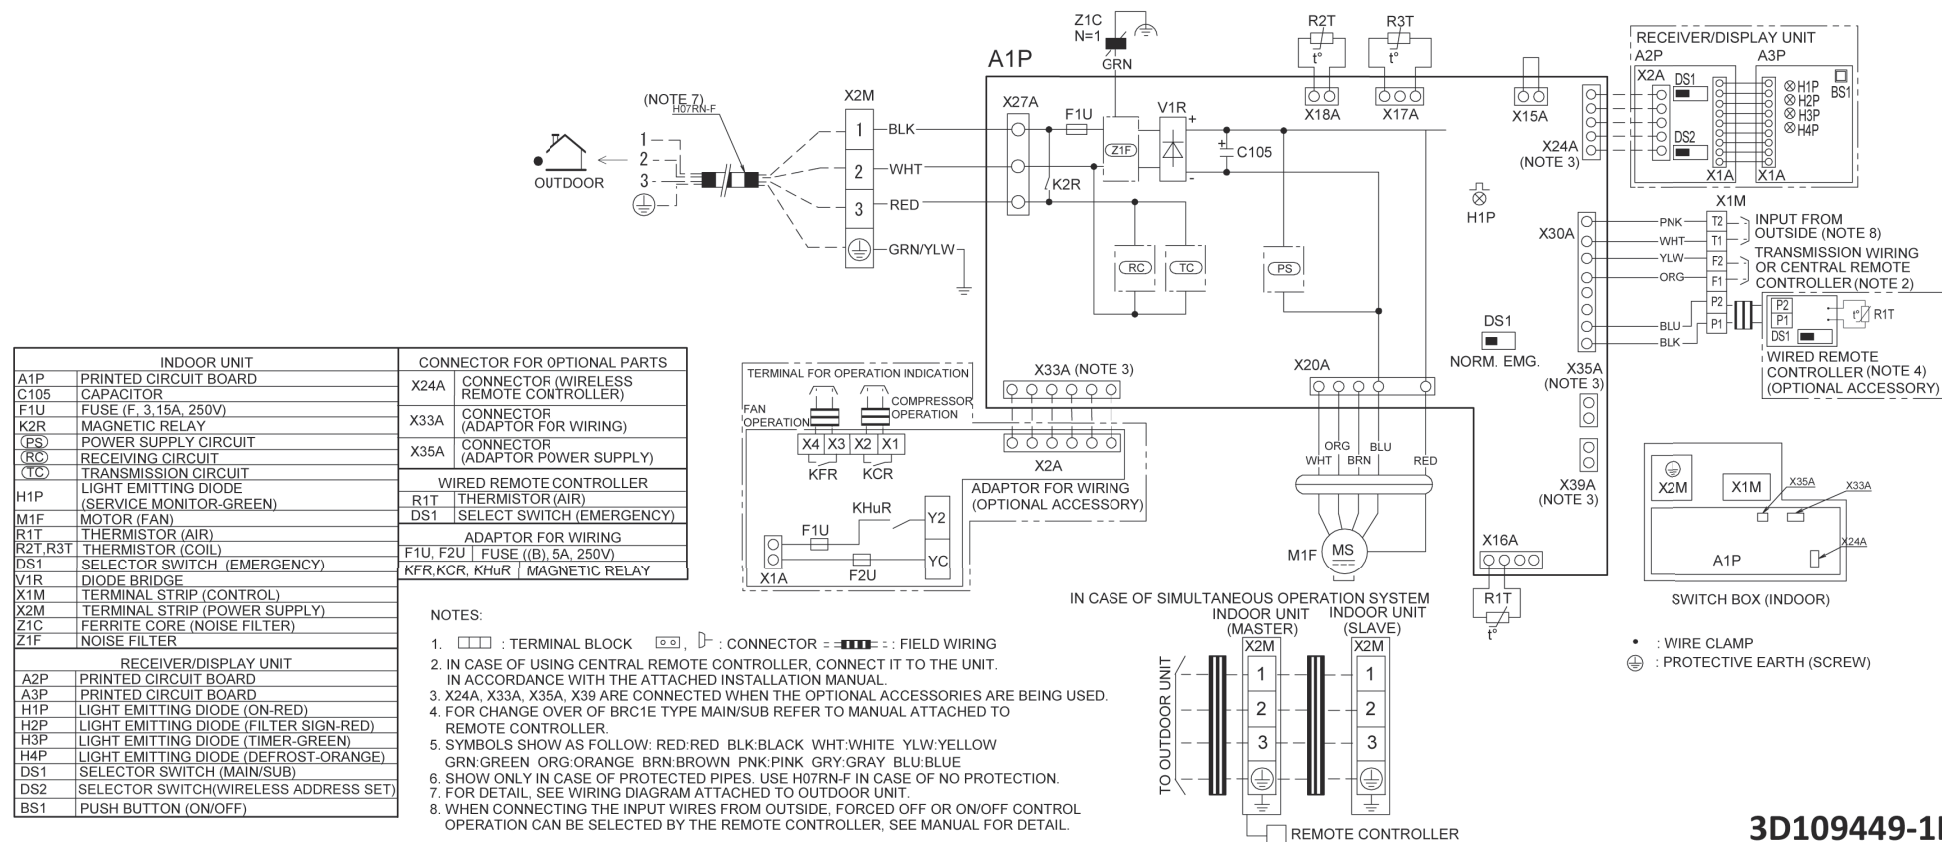 Z1C
N=1
GRN
R2T
t°
X18A
R3T
t°
X17A
X15A
A1P
(NOTE 7)
H07RN-F
OUTDOOR
1
2
3
X2M
1
2
3
BLK
WHT
RED
GRN/YLW
X27A
F1U
K2R
Z1F
V1R
+
-
+
C105
RC
TC
PS
H1P
DS1
NORM. EMG.
X24A
(NOTE 3)
RECEIVER/DISPLAY UNIT
A2P
A3P
X2A
DS1
DS2
X1A
X1A
H1P
H2P
H3P
H4P
BS1
X30A
PNK
WHT
YLW
ORG
BLU
BLK
X1M
T2
T1
F2
F1
P2
P1
INPUT FROM
OUTSIDE (NOTE 8)
TRANSMISSION WIRING
OR CENTRAL REMOTE
CONTROLLER (NOTE 2)
P2
P1
DS1
t°
R1T
WIRED REMOTE
CONTROLLER (NOTE 4)
(OPTIONAL ACCESSORY)
X35A
(NOTE 3)
X39A
(NOTE 3)
X33A (NOTE 3)
X20A
ORG
BLU
WHT
BRN
RED
M1F
MS
X16A
R1T
t°
TERMINAL FOR OPERATION INDICATION
FAN
OPERATION
COMPRESSOR
OPERATION
X4 X3 X2 X1
KFR
KCR
X2A
ADAPTOR FOR WIRING
(OPTIONAL ACCESSORY)
KHuR
Y2
YC
F1U
F2U
X1A
X2M
X1M
X35A
X33A
X24A
A1P
SWITCH BOX (INDOOR)
• : WIRE CLAMP
: PROTECTIVE EARTH (SCREW)
INDOOR UNIT
A1P PRINTED CIRCUIT BOARD
C105 CAPACITOR
F1U FUSE (F, 3,15A, 250V)
K2R MAGNETIC RELAY
PS POWER SUPPLY CIRCUIT
RC RECEIVING CIRCUIT
TC TRANSMISSION CIRCUIT
H1P LIGHT EMITTING DIODE
(SERVICE MONITOR-GREEN)
M1F MOTOR (FAN)
R1T THERMISTOR (AIR)
R2T,R3T THERMISTOR (COIL)
DS1 SELECTOR SWITCH (EMERGENCY)
V1R DIODE BRIDGE
X1M TERMINAL STRIP (CONTROL)
X2M TERMINAL STRIP (POWER SUPPLY)
Z1C FERRITE CORE (NOISE FILTER)
Z1F NOISE FILTER
RECEIVER/DISPLAY UNIT
A2P PRINTED CIRCUIT BOARD
A3P PRINTED CIRCUIT BOARD
H1P LIGHT EMITTING DIODE (ON-RED)
H2P LIGHT EMITTING DIODE (FILTER SIGN-RED)
H3P LIGHT EMITTING DIODE (TIMER-GREEN)
H4P LIGHT EMITTING DIODE (DEFROST-ORANGE)
DS1 SELECTOR SWITCH (MAIN/SUB)
DS2 SELECTOR SWITCH(WIRELESS ADDRESS SET)
BS1 PUSH BUTTON (ON/OFF)
CONNECTOR FOR OPTIONAL PARTS
X24A CONNECTOR (WIRELESS
REMOTE CONTROLLER)
X33A CONNECTOR
(ADAPTOR FOR WIRING)
X35A CONNECTOR
(ADAPTOR POWER SUPPLY)
WIRED REMOTE CONTROLLER
R1T THERMISTOR (AIR)
DS1 SELECT SWITCH (EMERGENCY)
ADAPTOR FOR WIRING
F1U, F2U FUSE ((B), 5A, 250V)
KFR,KCR, KHuR MAGNETIC RELAY
NOTES:
1. : TERMINAL BLOCK , : CONNECTOR : FIELD WIRING
2. IN CASE OF USING CENTRAL REMOTE CONTROLLER, CONNECT IT TO THE UNIT.
IN ACCORDANCE WITH THE ATTACHED INSTALLATION MANUAL.
3. X24A, X33A, X35A, X39 ARE CONNECTED WHEN THE OPTIONAL ACCESSORIES ARE BEING USED.
4. FOR CHANGE OVER OF BRC1E TYPE MAIN/SUB REFER TO MANUAL ATTACHED TO
REMOTE CONTROLLER.
5. SYMBOLS SHOW AS FOLLOW: RED:RED BLK:BLACK WHT:WHITE YLW:YELLOW
GRN:GREEN ORG:ORANGE BRN:BROWN PNK:PINK GRY:GRAY BLU:BLUE
6. SHOW ONLY IN CASE OF PROTECTED PIPES. USE H07RN-F IN CASE OF NO PROTECTION.
7. FOR DETAIL, SEE WIRING DIAGRAM ATTACHED TO OUTDOOR UNIT.
8. WHEN CONNECTING THE INPUT WIRES FROM OUTSIDE, FORCED OFF OR ON/OFF CONTROL
OPERATION CAN BE SELECTED BY THE REMOTE CONTROLLER, SEE MANUAL FOR DETAIL.
IN CASE OF SIMULTANEOUS OPERATION SYSTEM
INDOOR UNIT
(MASTER)
INDOOR UNIT
(SLAVE)
X2M
1
2
3
X2M
1
2
3
TO OUTDOOR UNIT
REMOTE CONTROLLER
3D109449-1